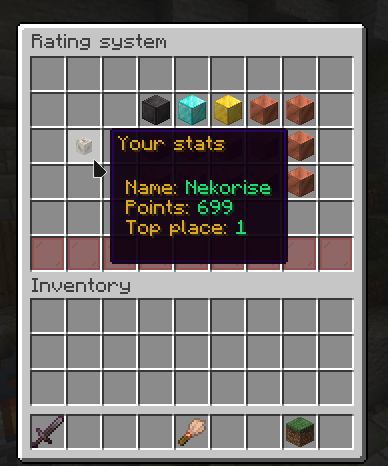 Rating system
Your stats
Name: Nekorise
Points: 699
Top place: 1
Inventory